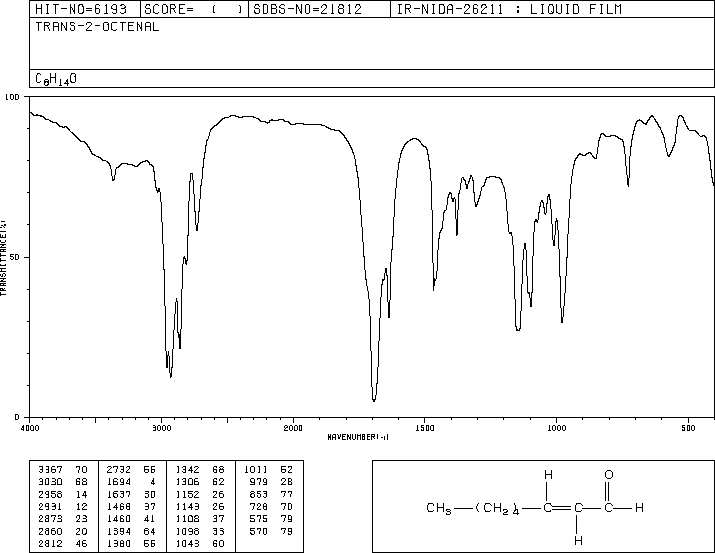 HIT-NO=6193 SCORE= ( ) SDBS-NO=21812 IR-NIDA-26211 : LIQUID FILM
TRANS-2-OCTENAL
C8H14O
100
50
0
TRANSMITTANCE(%)
4000 3000 2000 1500 1000 500
WAVENUMBER(-1)
3367 70 2732 55 1342 68 1011 52
3030 68 1694 4 1306 62 979 28
2958 14 1637 30 1152 26 853 77
2931 12 1468 37 1143 26 728 70
2873 23 1460 41 1108 37 575 79
2860 20 1394 64 1096 33 570 79
2812 46 1380 55 1043 60
H O
CH3 (CH2)4 C C C H
H